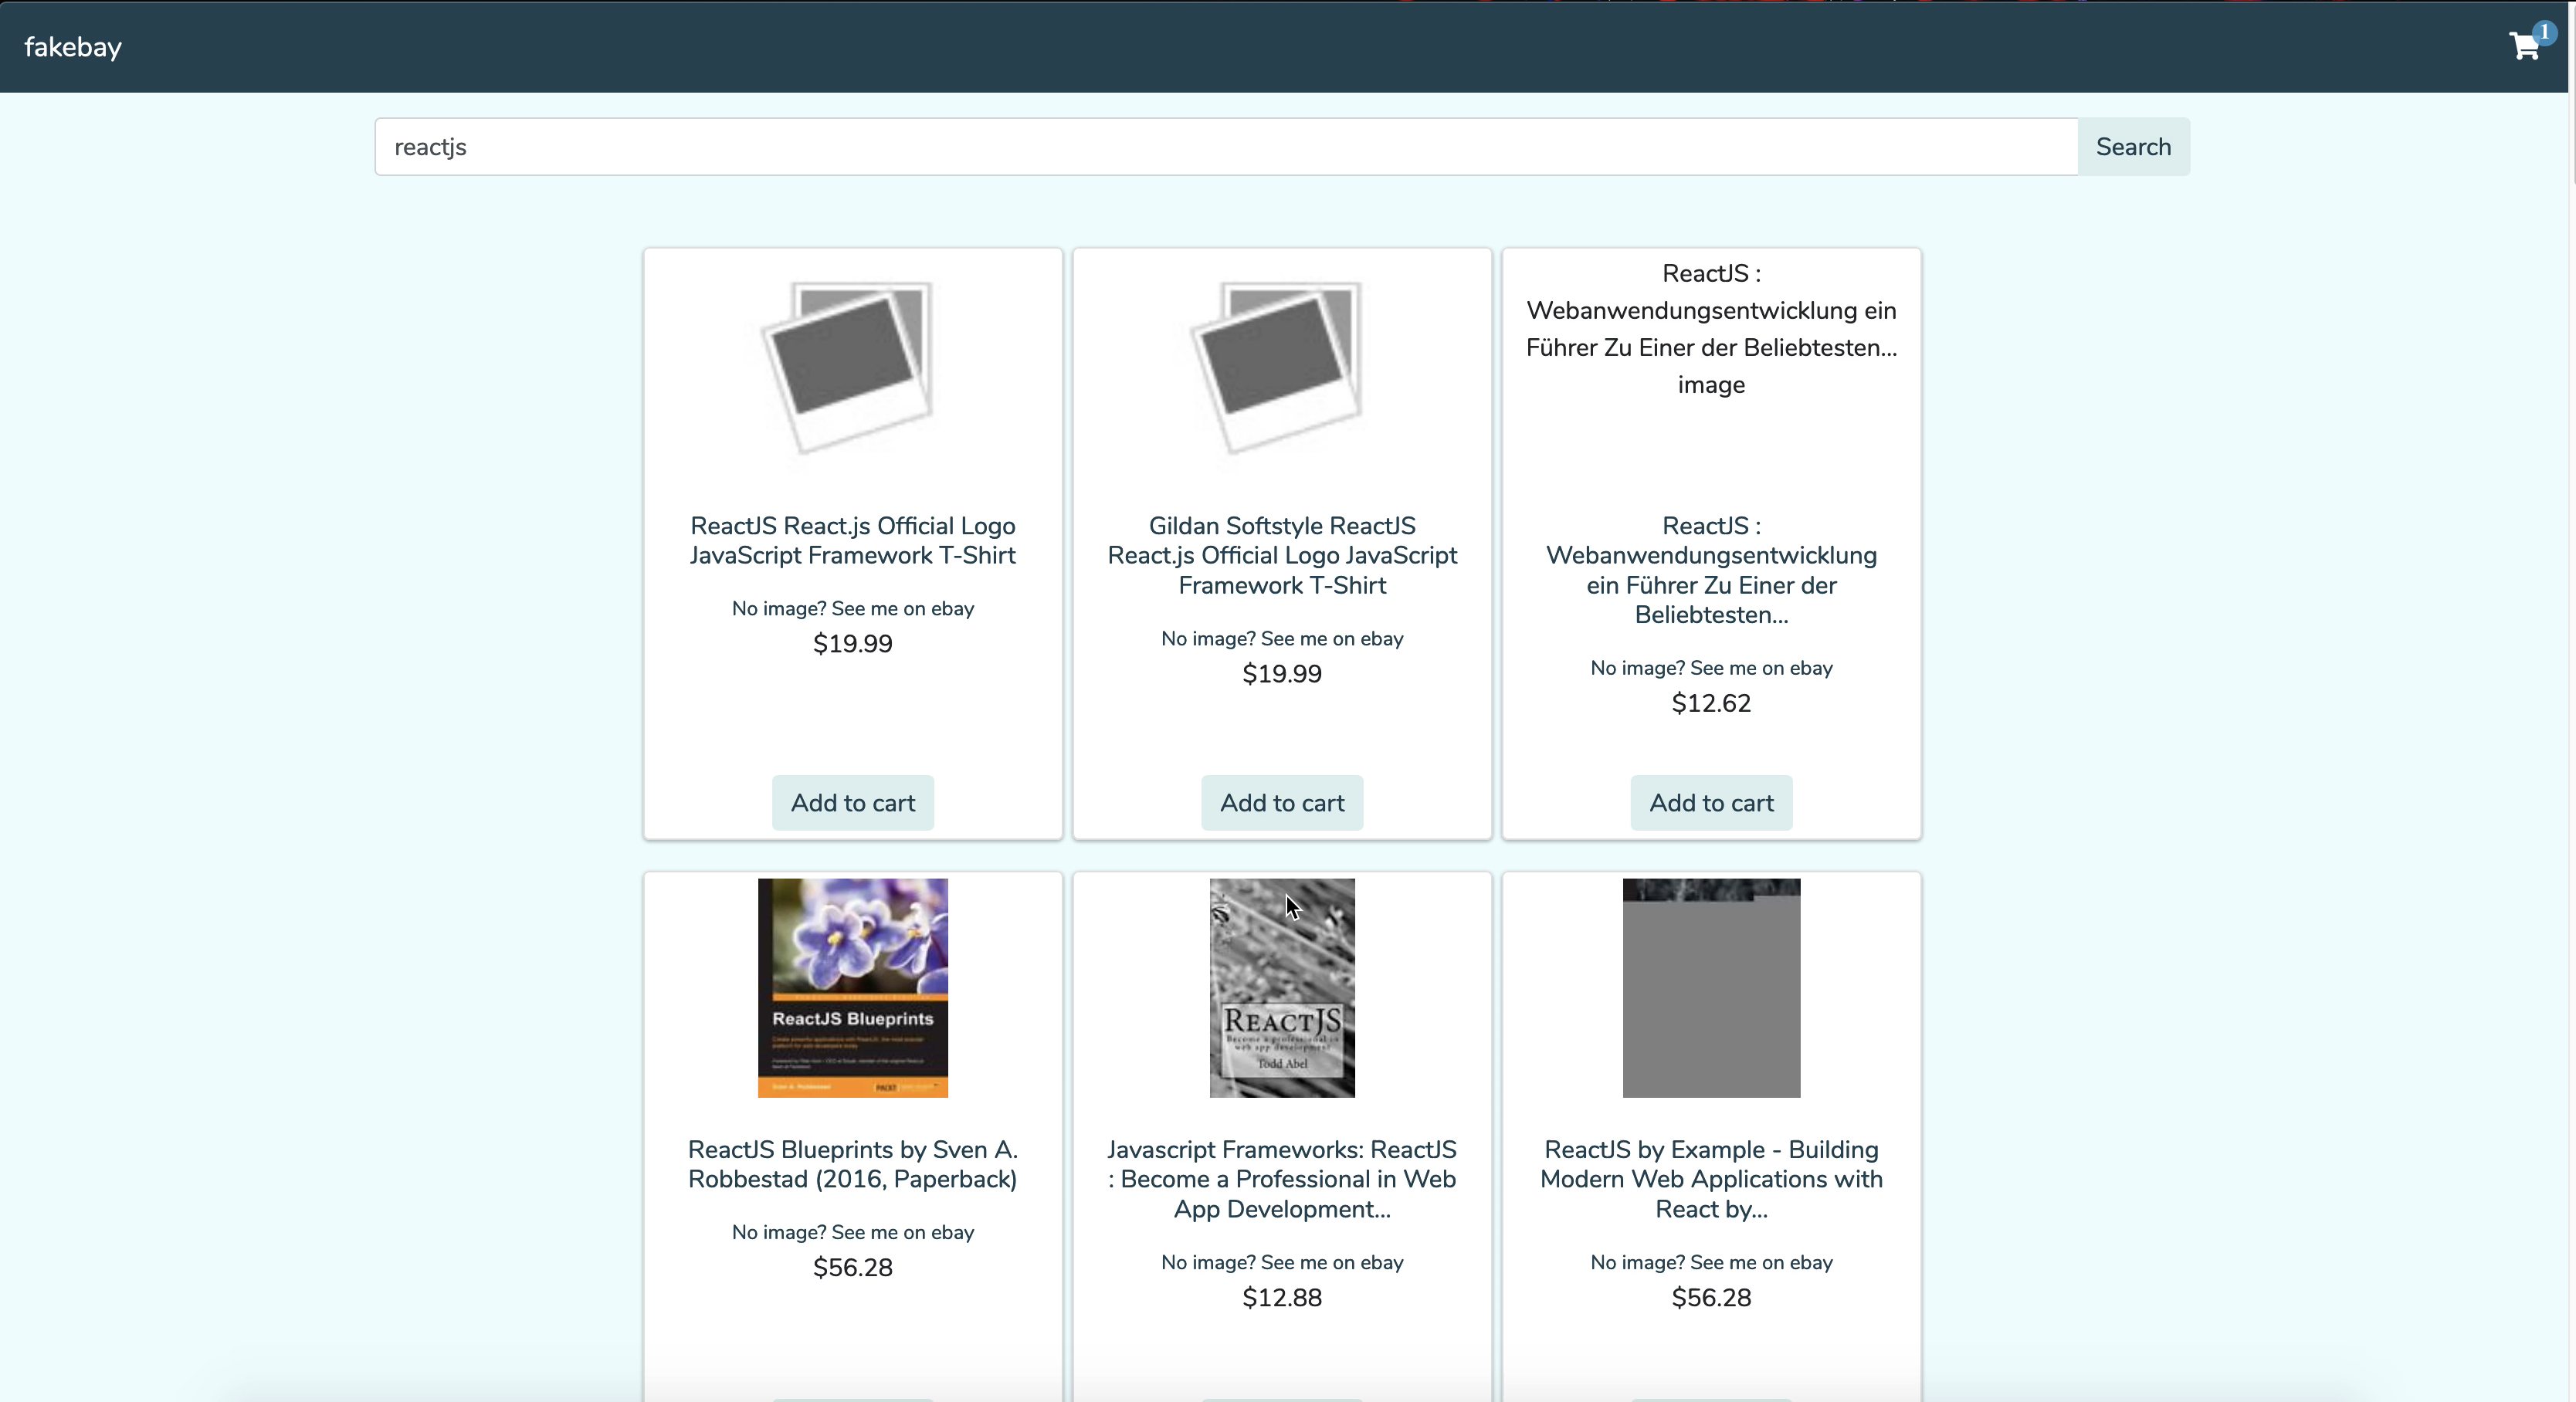 fakebay
1
reactjs
Search
ReactJS :
Webanwendungsentwicklung ein
Führer Zu Einer der Beliebtesten...
image
ReactJS React.js Official Logo
JavaScript Framework T-Shirt
No image? See me on ebay
$19.99
Add to cart
Gildan Softstyle ReactJS
React.js Official Logo JavaScript
Framework T-Shirt
No image? See me on ebay
$19.99
Add to cart
ReactJS :
Webanwendungsentwicklung
ein Führer Zu Einer der
Beliebtesten...
No image? See me on ebay
$12.62
Add to cart
ReactJS Blueprints
ReactJS Blueprints by Sven A.
Robbestad (2016, Paperback)
No image? See me on ebay
$56.28
REACTJS
Become a professional in
web app development
Todd Abel
Javascript Frameworks: ReactJS
: Become a Professional in Web
App Development...
No image? See me on ebay
$12.88
ReactJS by Example - Building
Modern Web Applications with
React by...
No image? See me on ebay
$56.28